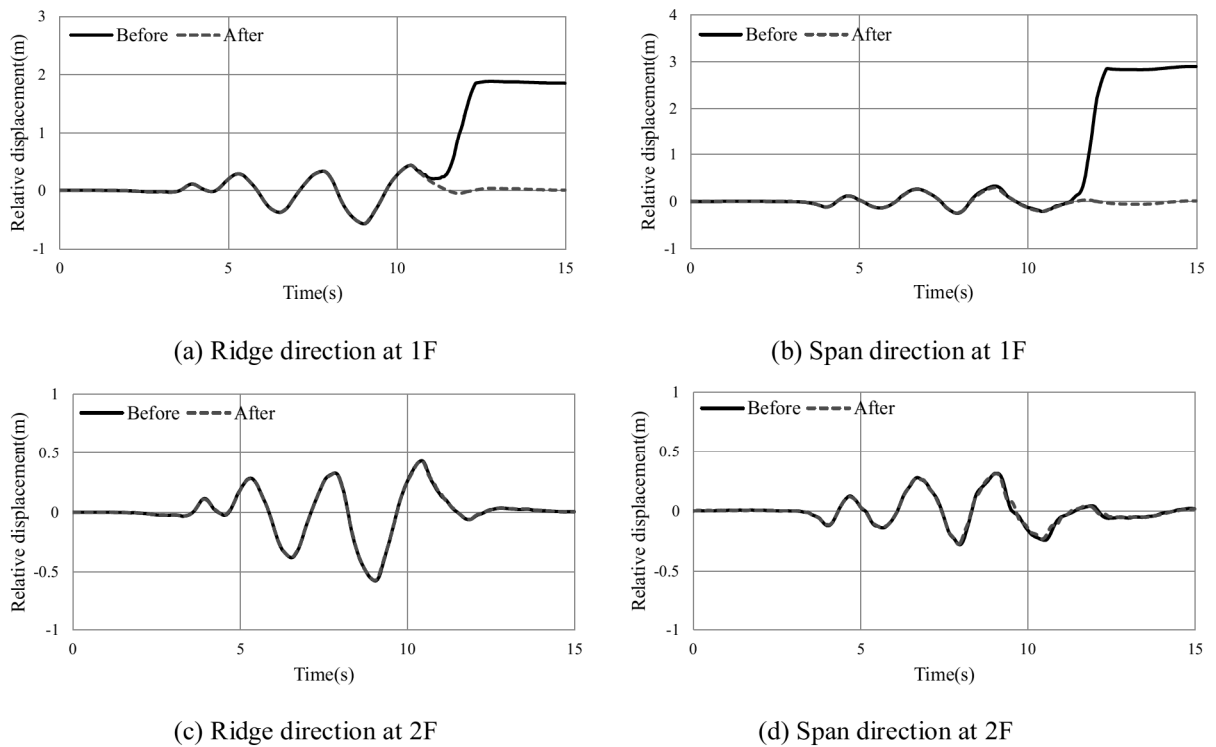 Relative displacement(m)
3
2
1
0
-1
Before
After
0
5
10
15
Time(s)
(a) Ridge direction at 1F
Relative displacement(m)
4
3
2
1
0
-1
Before
After
0
5
10
15
Time(s)
(b) Span direction at 1F
Relative displacement(m)
1
0.5
0
-0.5
-1
Before
After
0
5
10
15
Time(s)
(c) Ridge direction at 2F
Relative displacement(m)
1
0.5
0
-0.5
-1
Before
After
0
5
10
15
Time(s)
(d) Span direction at 2F